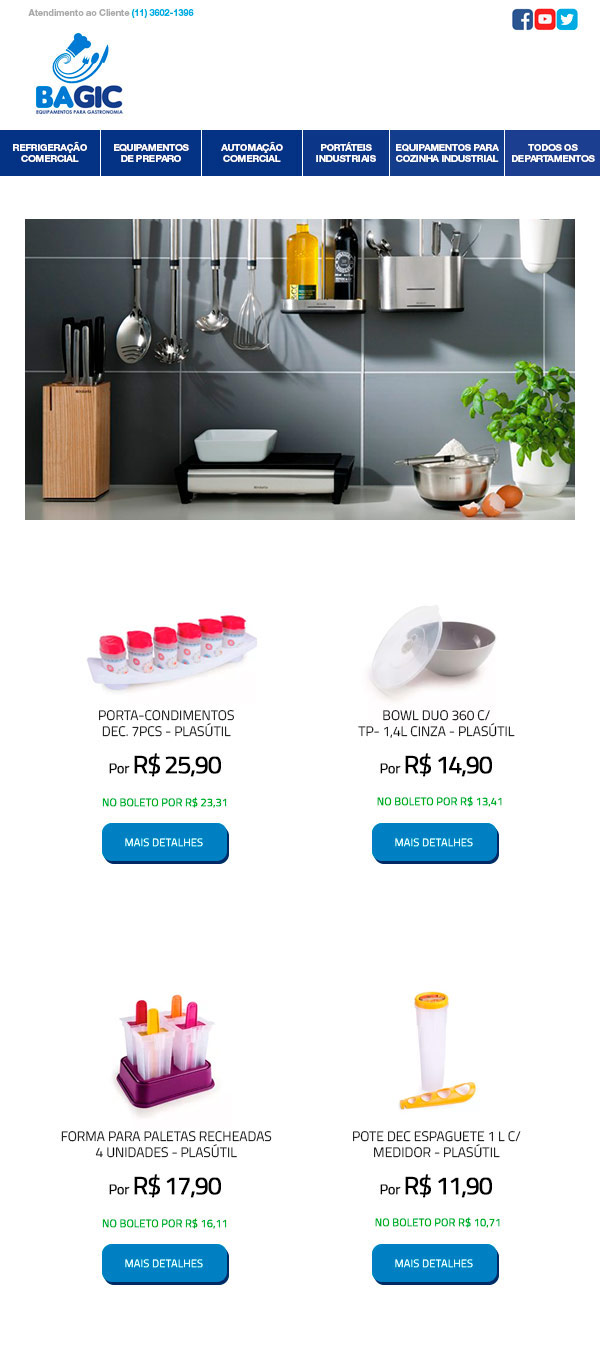 Atendimento ao Cliente (11) 3602-1396
BAGIC
EQUIPAMENTOS PARA GASTRONOMIA
REFRIGERAÇÃO
COMERCIAL
EQUIPAMENTOS
DE PREPARO
AUTOMAÇÃO
COMERCIAL
PORTÁTEIS
INDUSTRIAIS
EQUIPAMENTOS PARA
COZINHA INDUSTRIAL
TODOS OS
DEPARTAMENTOS
PORTA-CONDIMENTOS
DEC. 7PCS - PLASÚTIL
Por R$ 25,90
NO BOLETO POR R$ 23,31
MAIS DETALHES
BOWL DUO 360 C/
TP- 1,4L CINZA - PLASÚTIL
Por R$ 14,90
NO BOLETO POR R$ 13,41
MAIS DETALHES
FORMA PARA PALETAS RECHEADAS
4 UNIDADES - PLASÚTIL
Por R$ 17,90
NO BOLETO POR R$ 16,11
MAIS DETALHES
POTE DEC ESPAGUETE 1 L C/
MEDIDOR - PLASÚTIL
Por R$ 11,90
NO BOLETO POR R$ 10,71
MAIS DETALHES